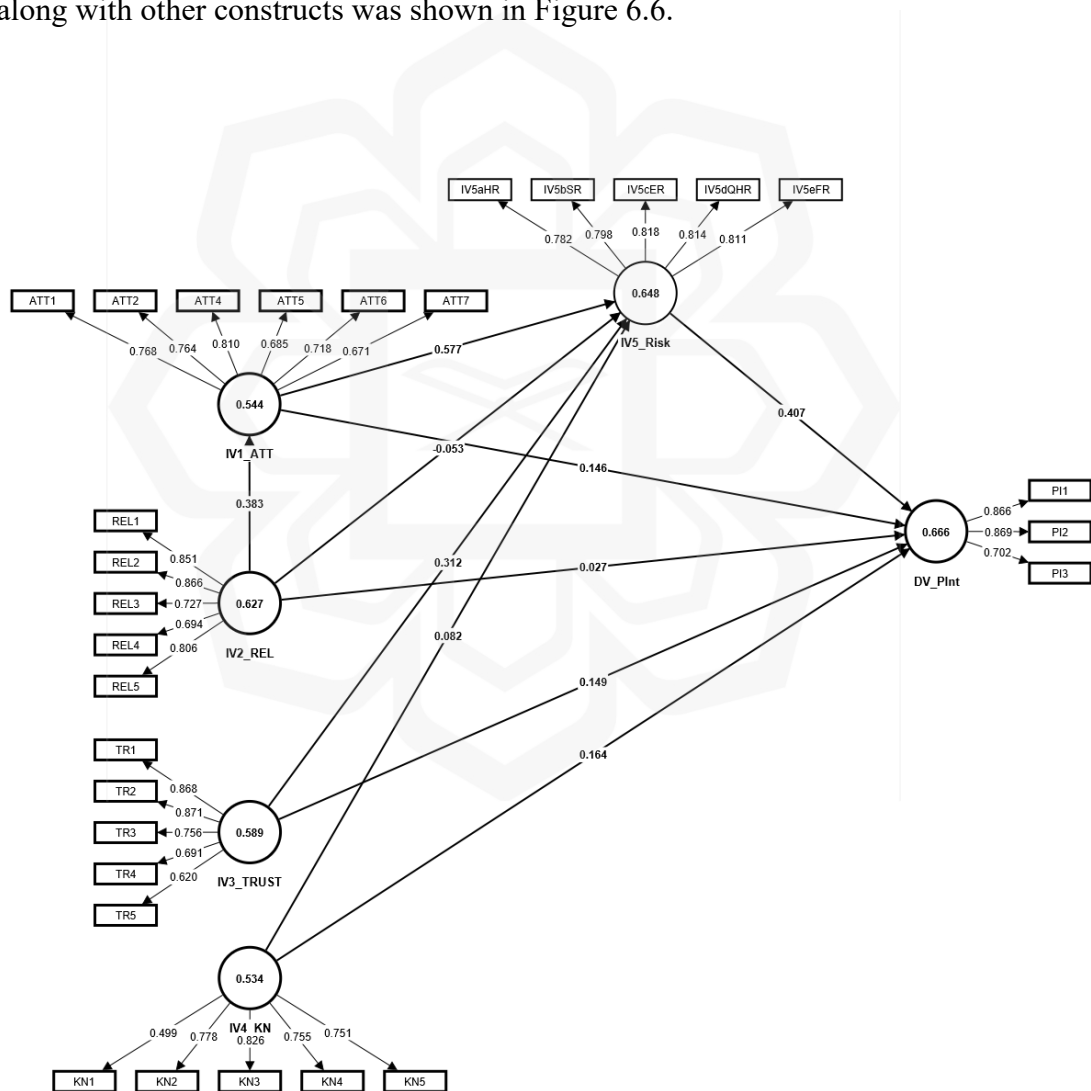 along with other constructs was shown in Figure 6.6.
IV5aHR IV5bSR IV5cER IV5dQHR IV5eFR
0.782 0.798 0.818 0.814 0.811
0.648
IV5_Risk
ATT1 ATT2 ATT4 ATT5 ATT6 ATT7
0.768 0.764 0.810 0.685 0.718 0.671
0.544
IV1_ATT
0.577
0.407
-0.053
0.146
0.383
REL1
REL2
REL3
REL4
REL5
0.851
0.866
0.727
0.694
0.806
0.627
IV2_REL
0.312
0.027
0.082
0.149
0.164
0.666
DV_PInt
0.866
0.869
0.702
PI1
PI2
PI3
TR1
TR2
TR3
TR4
TR5
0.868
0.871
0.756
0.691
0.620
0.589
IV3_TRUST
0.534
IV4_KN
0.499 0.778 0.826 0.755 0.751
KN1 KN2 KN3 KN4 KN5